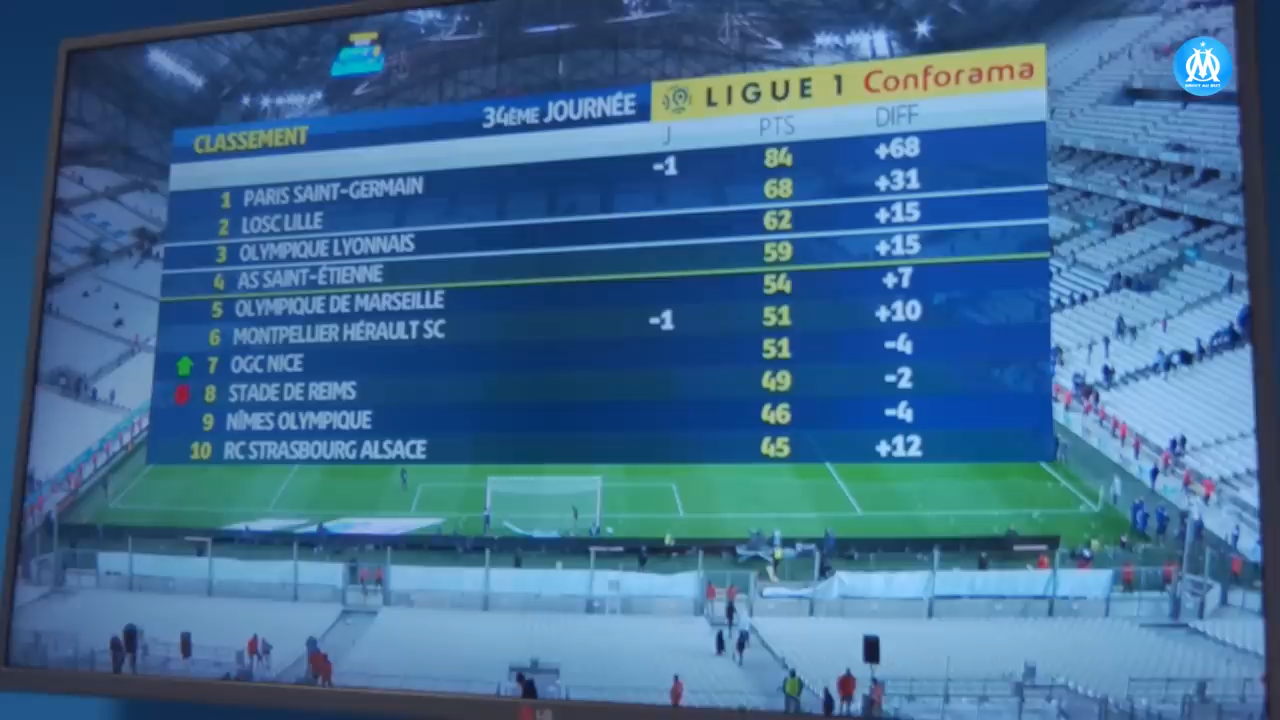 CLASSEMENT 34ÈME JOURNÉE LIGUE 1 Conforama
J PTS DIFF
1 PARIS SAINT-GERMAIN -1 84 +68
2 LOSC LILLE 68 +31
3 OLYMPIQUE LYONNAIS 62 +15
4 AS SAINT-ÉTIENNE 59 +15
5 OLYMPIQUE DE MARSEILLE 54 +7
6 MONTPELLIER HÉRAULT SC -1 51 +10
7 OGC NICE 51 -4
8 STADE DE REIMS 49 -2
9 NÎMES OLYMPIQUE 46 -4
10 RC STRASBOURG ALSACE 45 +12
DROIT AU BUT